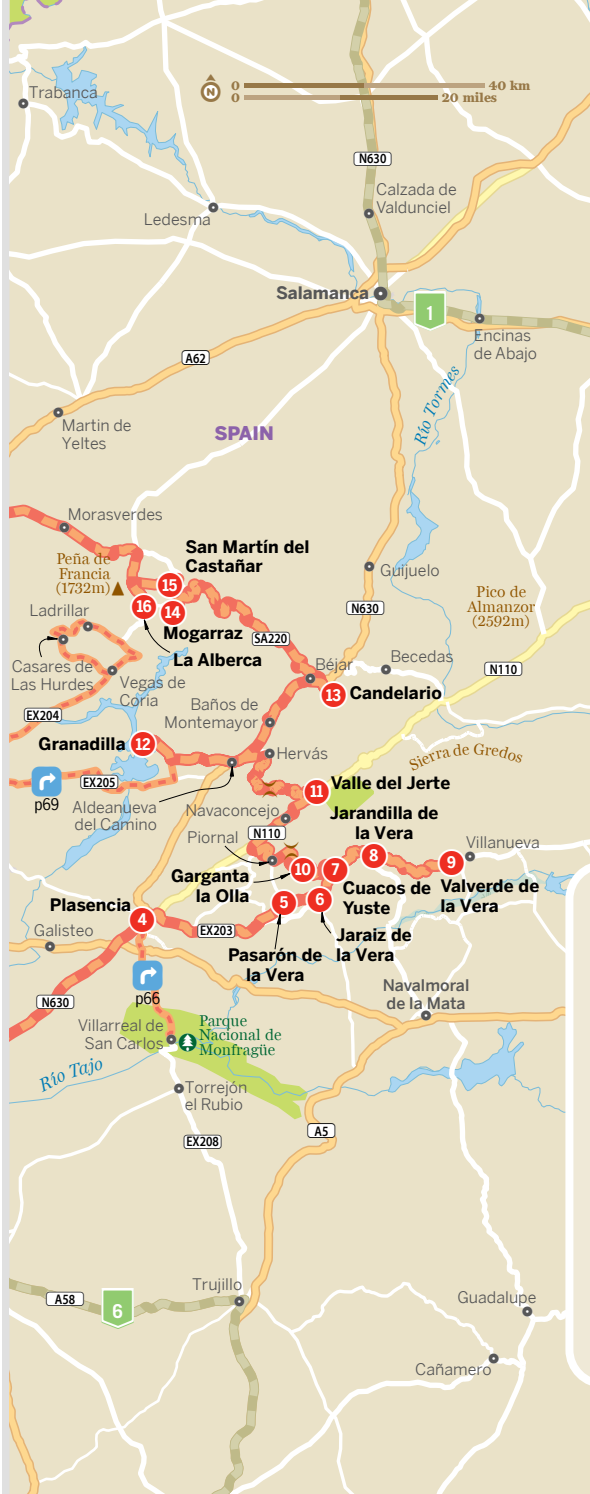 N
0
40 km
0
20 miles
Trabanca
N630
Calzada de
Valdunciel
Ledesma
Salamanca
1
Encinas
de Abajo
A62
Río Tormes
Martin de
Yeltes
SPAIN
Morasverdes
San Martín del
Castañar
Peña de
Francia
(1732m)
15
Guijuelo
Pico de
Almanzor
(2592m)
16
14
N630
Ladrillar
Mogarraz
SA220
La Alberca
Béjar
Becedas
N110
Casares de
Las Hurdes
Vegas de
Coria
13
Candelario
EX204
Baños de
Montemayor
Granadilla
12
Hervás
Sierra de Gredos
p69
EX205
Aldeanueva
del Camino
11
Valle del Jerte
Navaconcejo
Jarandilla de
la Vera
N110
Piornal
8
Villanueva
9
10
7
Garganta
la Olla
Cuacos de
Yuste
Valverde de
la Vera
Plasencia
4
5
6
Galisteo
EX203
Jaraíz de
la Vera
Pasarón de
la Vera
N630
p66
Navalmoral
de la Mata
Villarreal de
San Carlos
Parque
Nacional de
Monfragüe
Río Tajo
Torrejón
el Rubio
A5
EX208
Trujillo
A58
6
Guadalupe
Cañamero